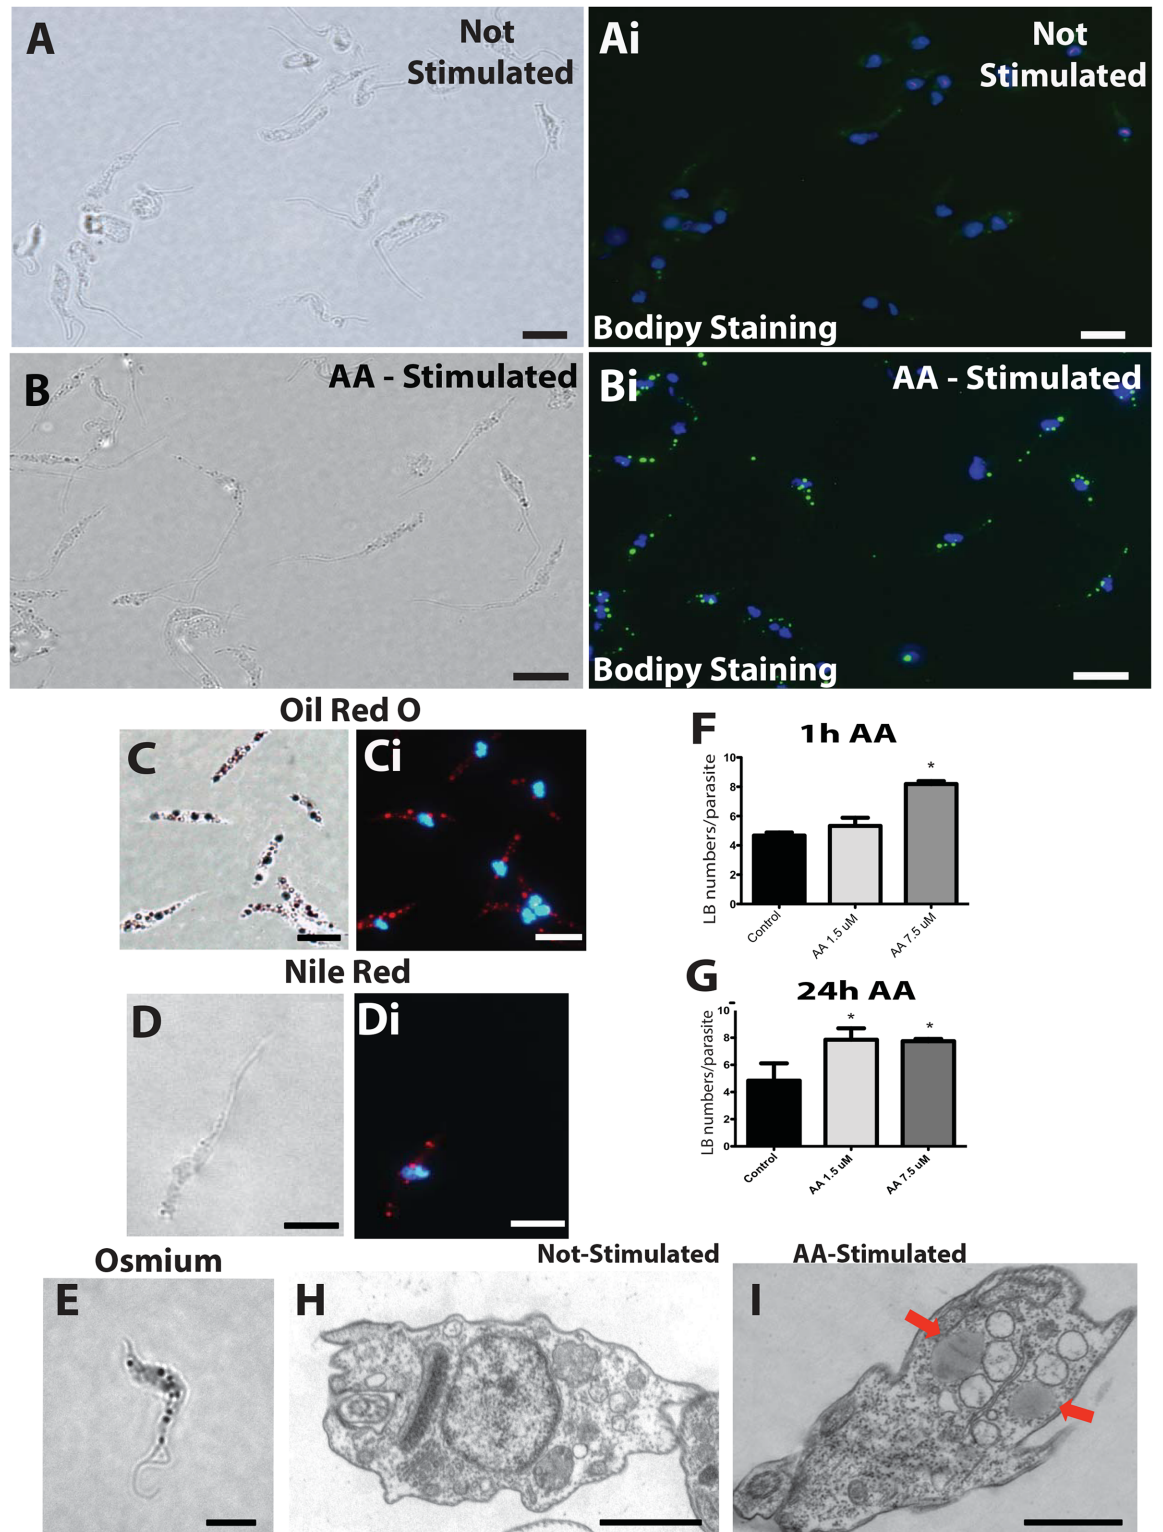 A
Not
Stimulated
Ai
Not
Stimulated
Bodipy Staining
B
AA - Stimulated
Bi
AA - Stimulated
Bodipy Staining
Oil Red O
C
Ci
F
1h AA
LB numbers/parasite
10
8
6
4
2
0
*
Control
AA 1.5 uM
AA 7.5 uM
Nile Red
D
Di
G
24h AA
LB numbers/parasite
10
8
6
4
2
0
*
*
Control
AA 1.5 uM
AA 7.5 uM
Osmium
E
Not-Stimulated
H
AA-Stimulated
I